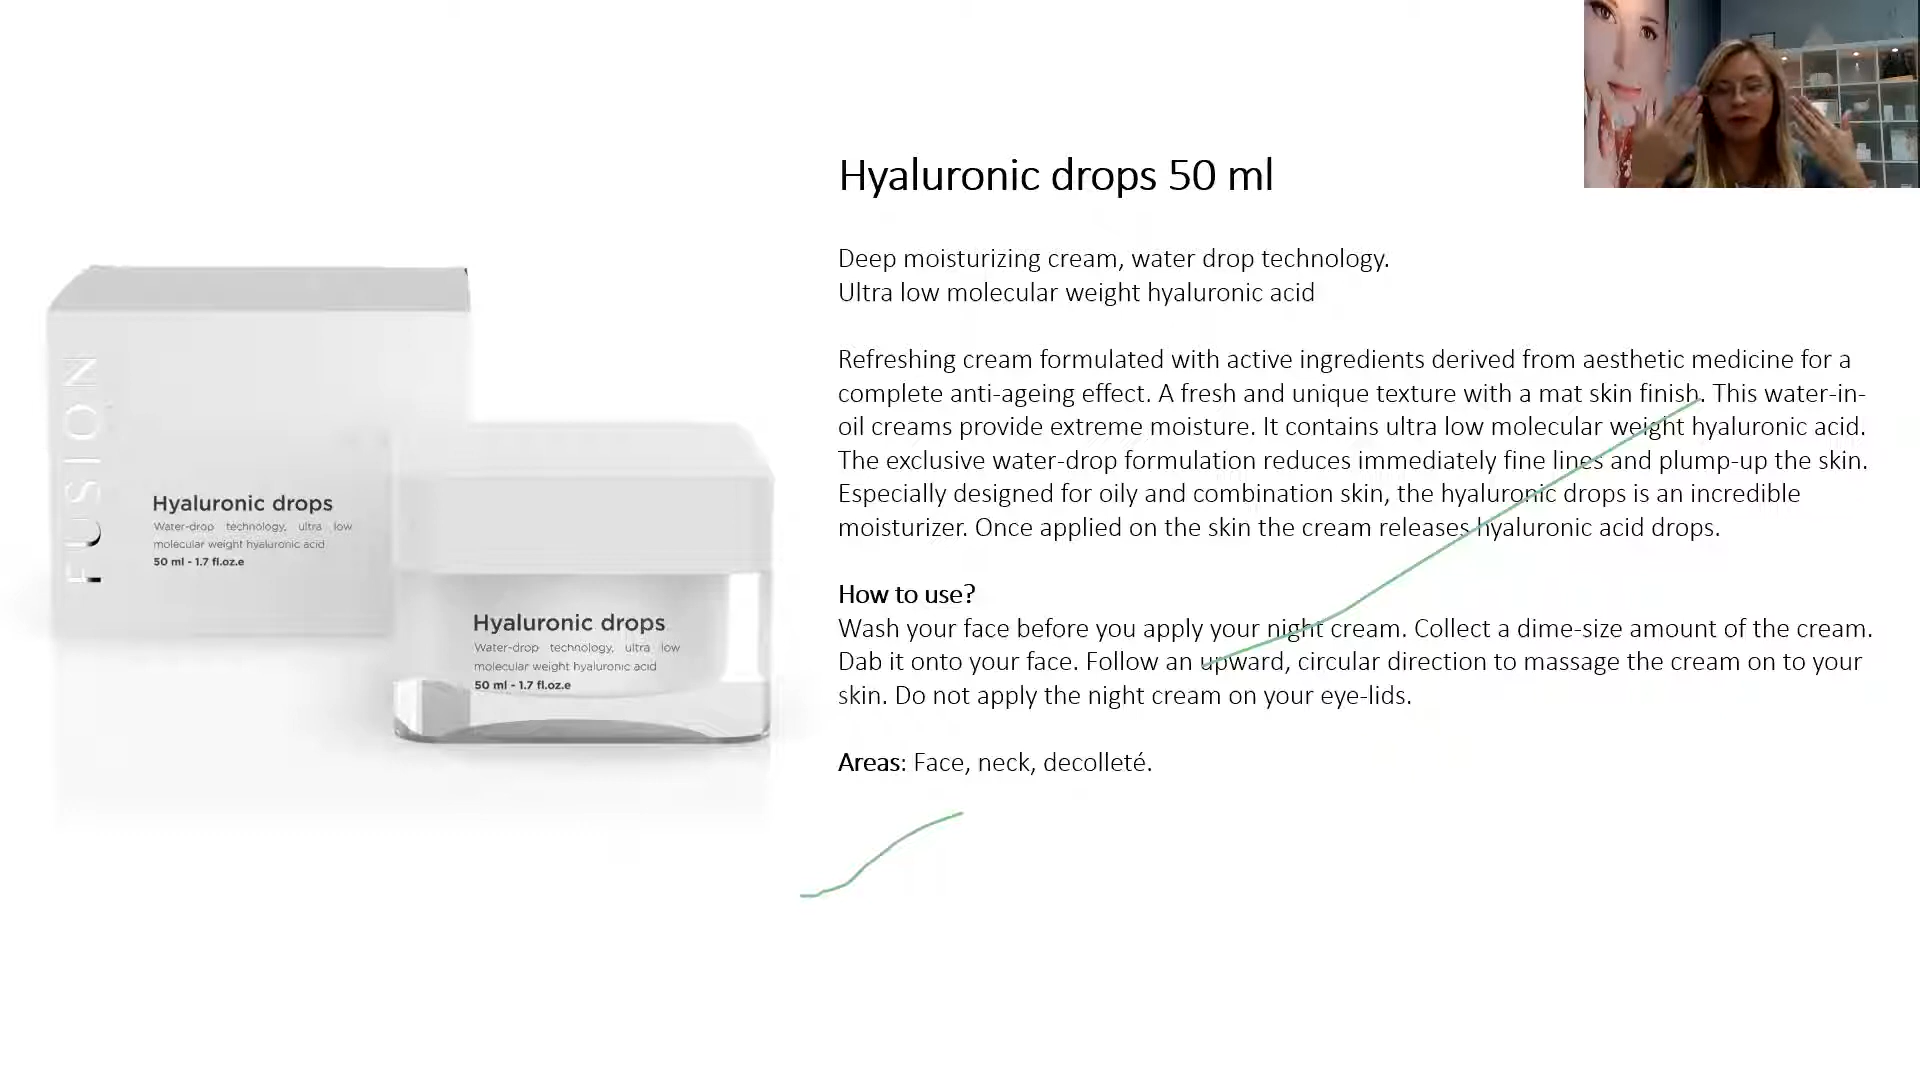 Hyaluronic drops 50 ml
Deep moisturizing cream, water drop technology.
Ultra low molecular weight hyaluronic acid
Refreshing cream formulated with active ingredients derived from aesthetic medicine for a
complete anti-ageing effect. A fresh and unique texture with a mat skin finish. This water-in-
oil creams provide extreme moisture. It contains ultra low molecular weight hyaluronic acid.
The exclusive water-drop formulation reduces immediately fine lines and plump-up the skin.
Especially designed for oily and combination skin, the hyaluronic drops is an incredible
moisturizer. Once applied on the skin the cream releases hyaluronic acid drops.
How to use?
Wash your face before you apply your night cream. Collect a dime-size amount of the cream.
Dab it onto your face. Follow an upward, circular direction to massage the cream on to your
skin. Do not apply the night cream on your eye-lids.
Areas: Face, neck, decolleté.
FUSION
Hyaluronic drops
Water-drop technology, ultra low
molecular weight hyaluronic acid
50 ml - 1.7 fl.oz.e
Hyaluronic drops
Water-drop technology, ultra low
molecular weight hyaluronic acid
50 ml - 1.7 fl.oz.e